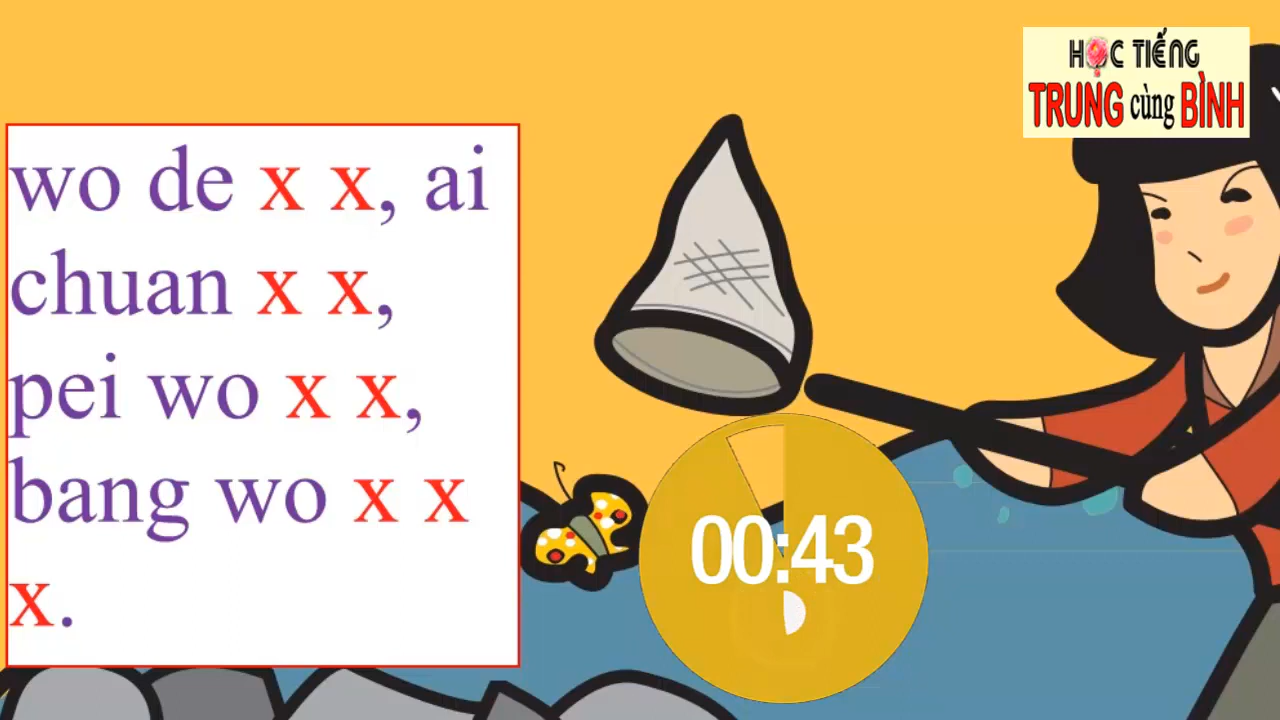 HỌC TIẾNG
TRUNG cùng BÌNH
wo de x x, ai
chuan x x,
pei wo x x,
bang wo x x
x.
00:43